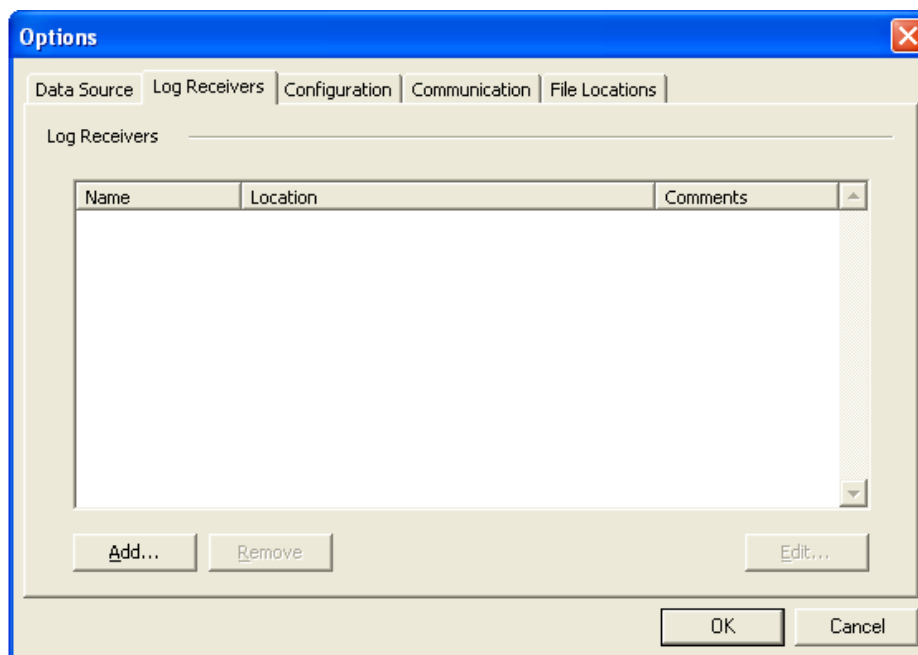 Options
Data Source Log Receivers Configuration Communication File Locations
Log Receivers
Name Location Comments
Add... Remove Edit...
OK Cancel